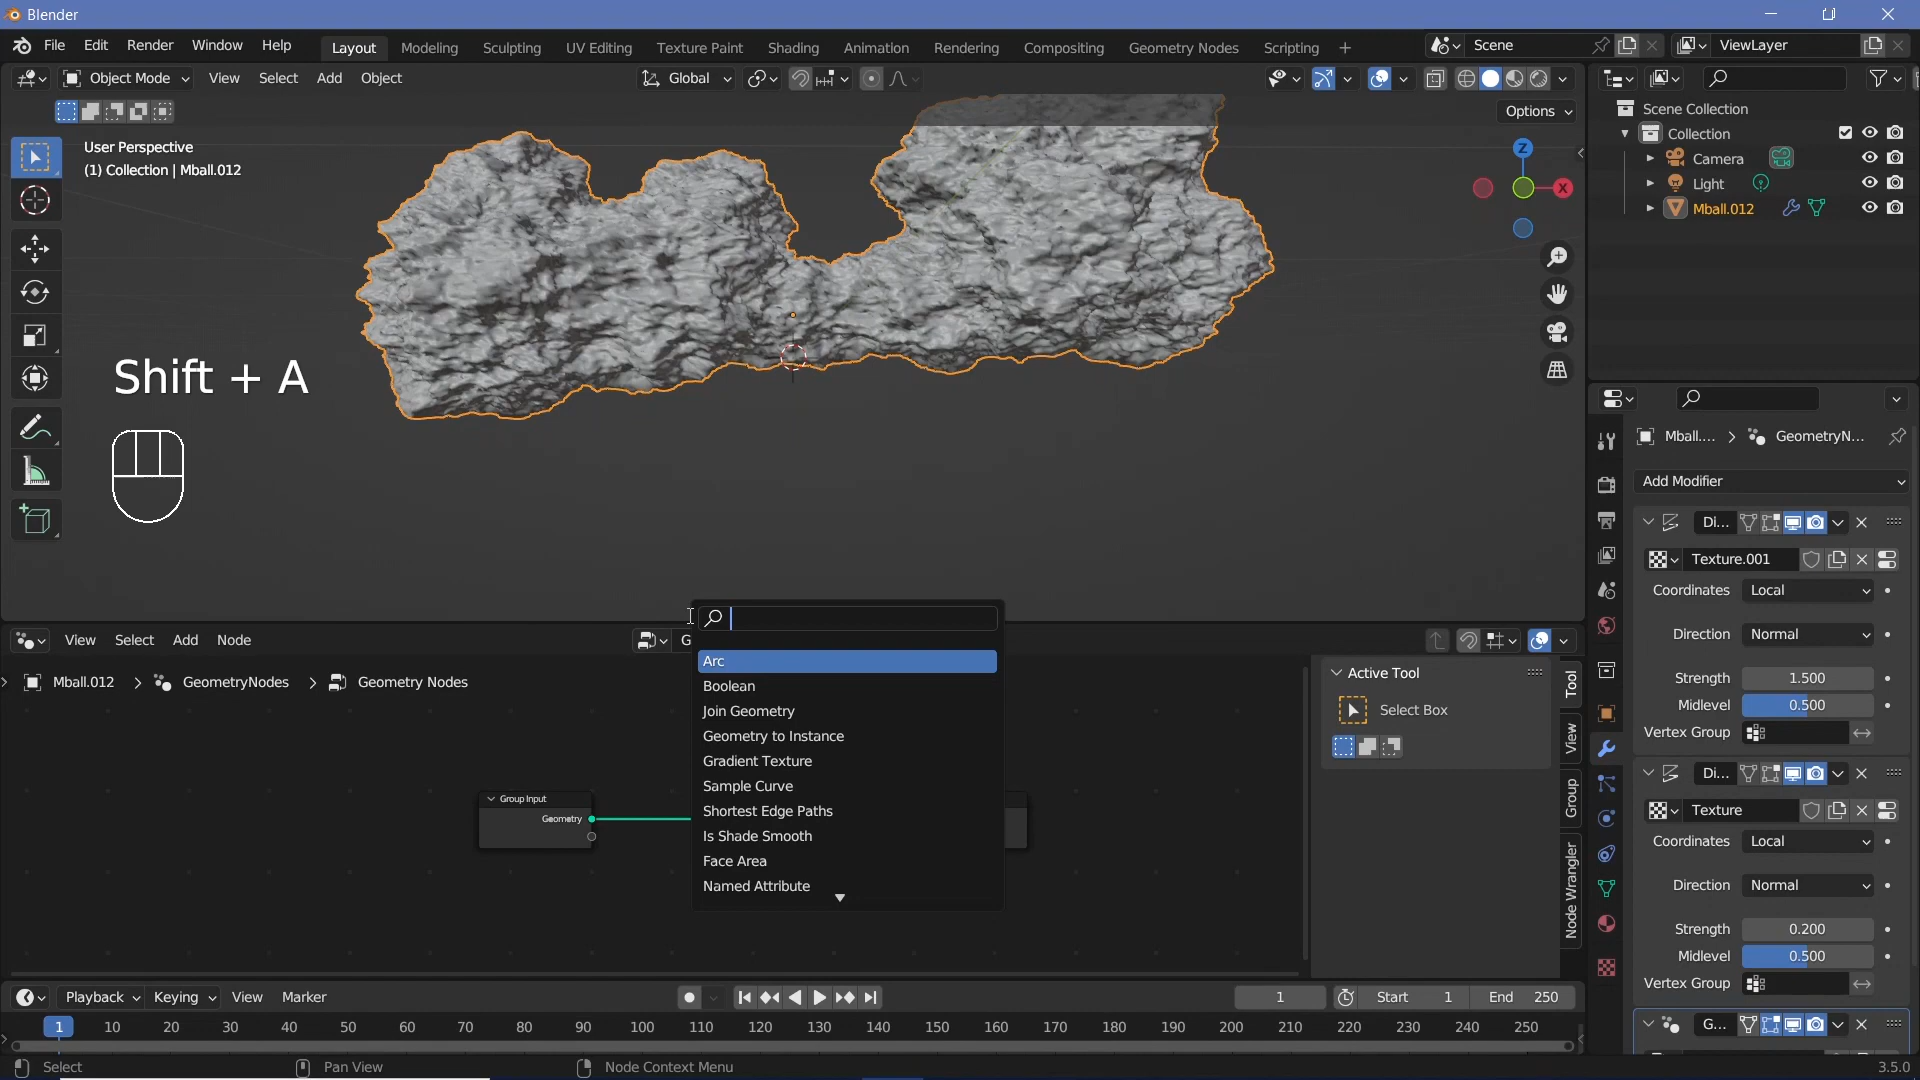 Blender
File Edit Render Window Help
Layout Modeling Sculpting UV Editing Texture Paint Shading Animation Rendering Compositing Geometry Nodes Scripting +
Scene
ViewLayer
Object Mode View Select Add Object
Global
Options
User Perspective
(1) Collection | Mball.012
Z
X
Shift + A
Scene Collection
Collection
Camera
Light
Mball.012
Mball.... > GeometryN...
Add Modifier
Di...
Texture.001
Coordinates Local
Direction Normal
Strength 1.500
Midlevel 0.500
Vertex Group
Di...
Texture
Coordinates Local
Direction Normal
Strength 0.200
Midlevel 0.500
Vertex Group
G...
View Select Add Node
G
Mball.012 > GeometryNodes > Geometry Nodes
Group Input
Geometry
Arc
Boolean
Join Geometry
Geometry to Instance
Gradient Texture
Sample Curve
Shortest Edge Paths
Is Shade Smooth
Face Area
Named Attribute
Active Tool
Select Box
Tool
View
Group
Node Wrangler
Playback Keying View Marker
1
Start 1
End 250
1 10 20 30 40 50 60 70 80 90 100 110 120 130 140 150 160 170 180 190 200 210 220 230 240 250
Select
Pan View
Node Context Menu
3.5.0